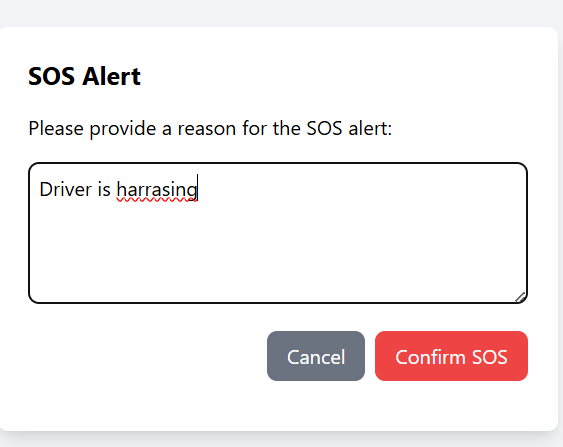 SOS Alert
Please provide a reason for the SOS alert:
Driver is harrasing
Cancel Confirm SOS